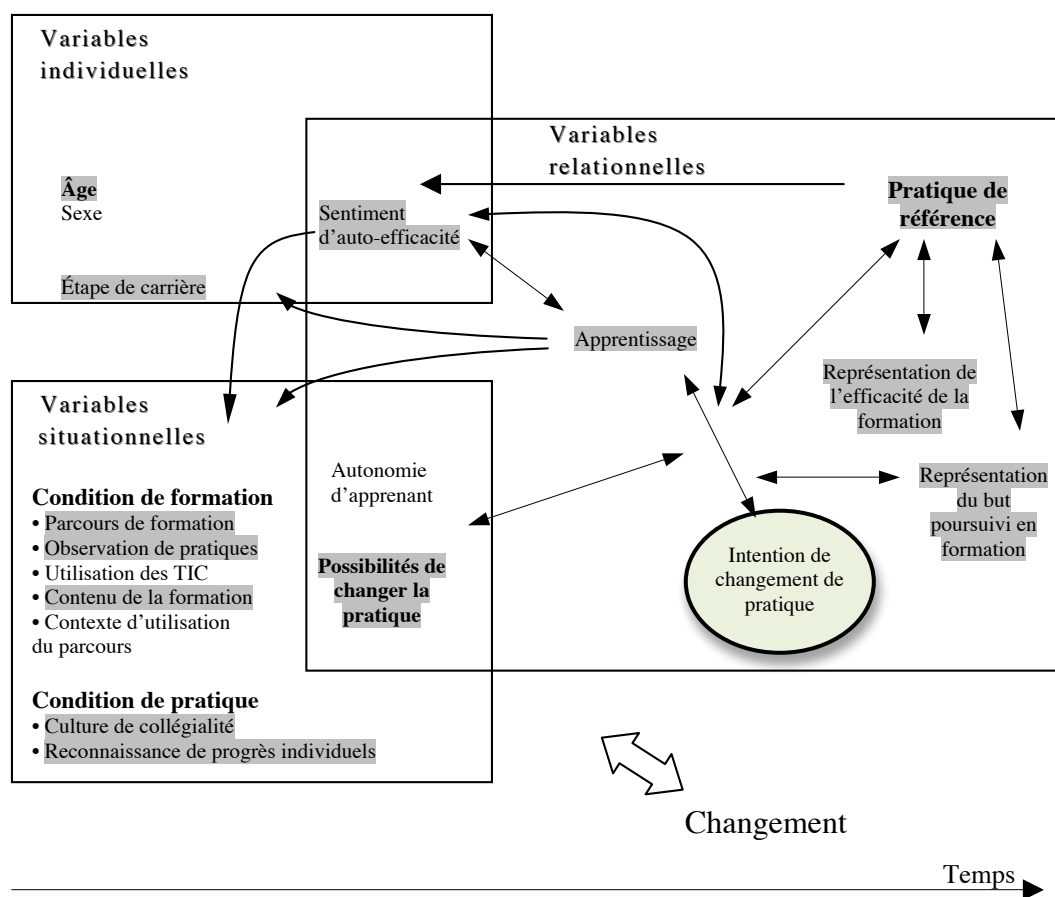 Variables
individuelles
Âge
Sexe
Étape de carrière
Variables
relationnelles
Sentiment
d’auto-efficacité
Pratique de
référence
Apprentissage
Représentation de
l’efficacité de la
formation
Représentation
du but
poursuivi en
formation
Intention de
changement de
pratique
Variables
situationnelles
Condition de formation
• Parcours de formation
• Observation de pratiques
• Utilisation des TIC
• Contenu de la formation
• Contexte d’utilisation
du parcours
Condition de pratique
• Culture de collégialité
• Reconnaissance de progrès individuels
Autonomie
d’apprenant
Possibilités de
changer la
pratique
Changement
Temps